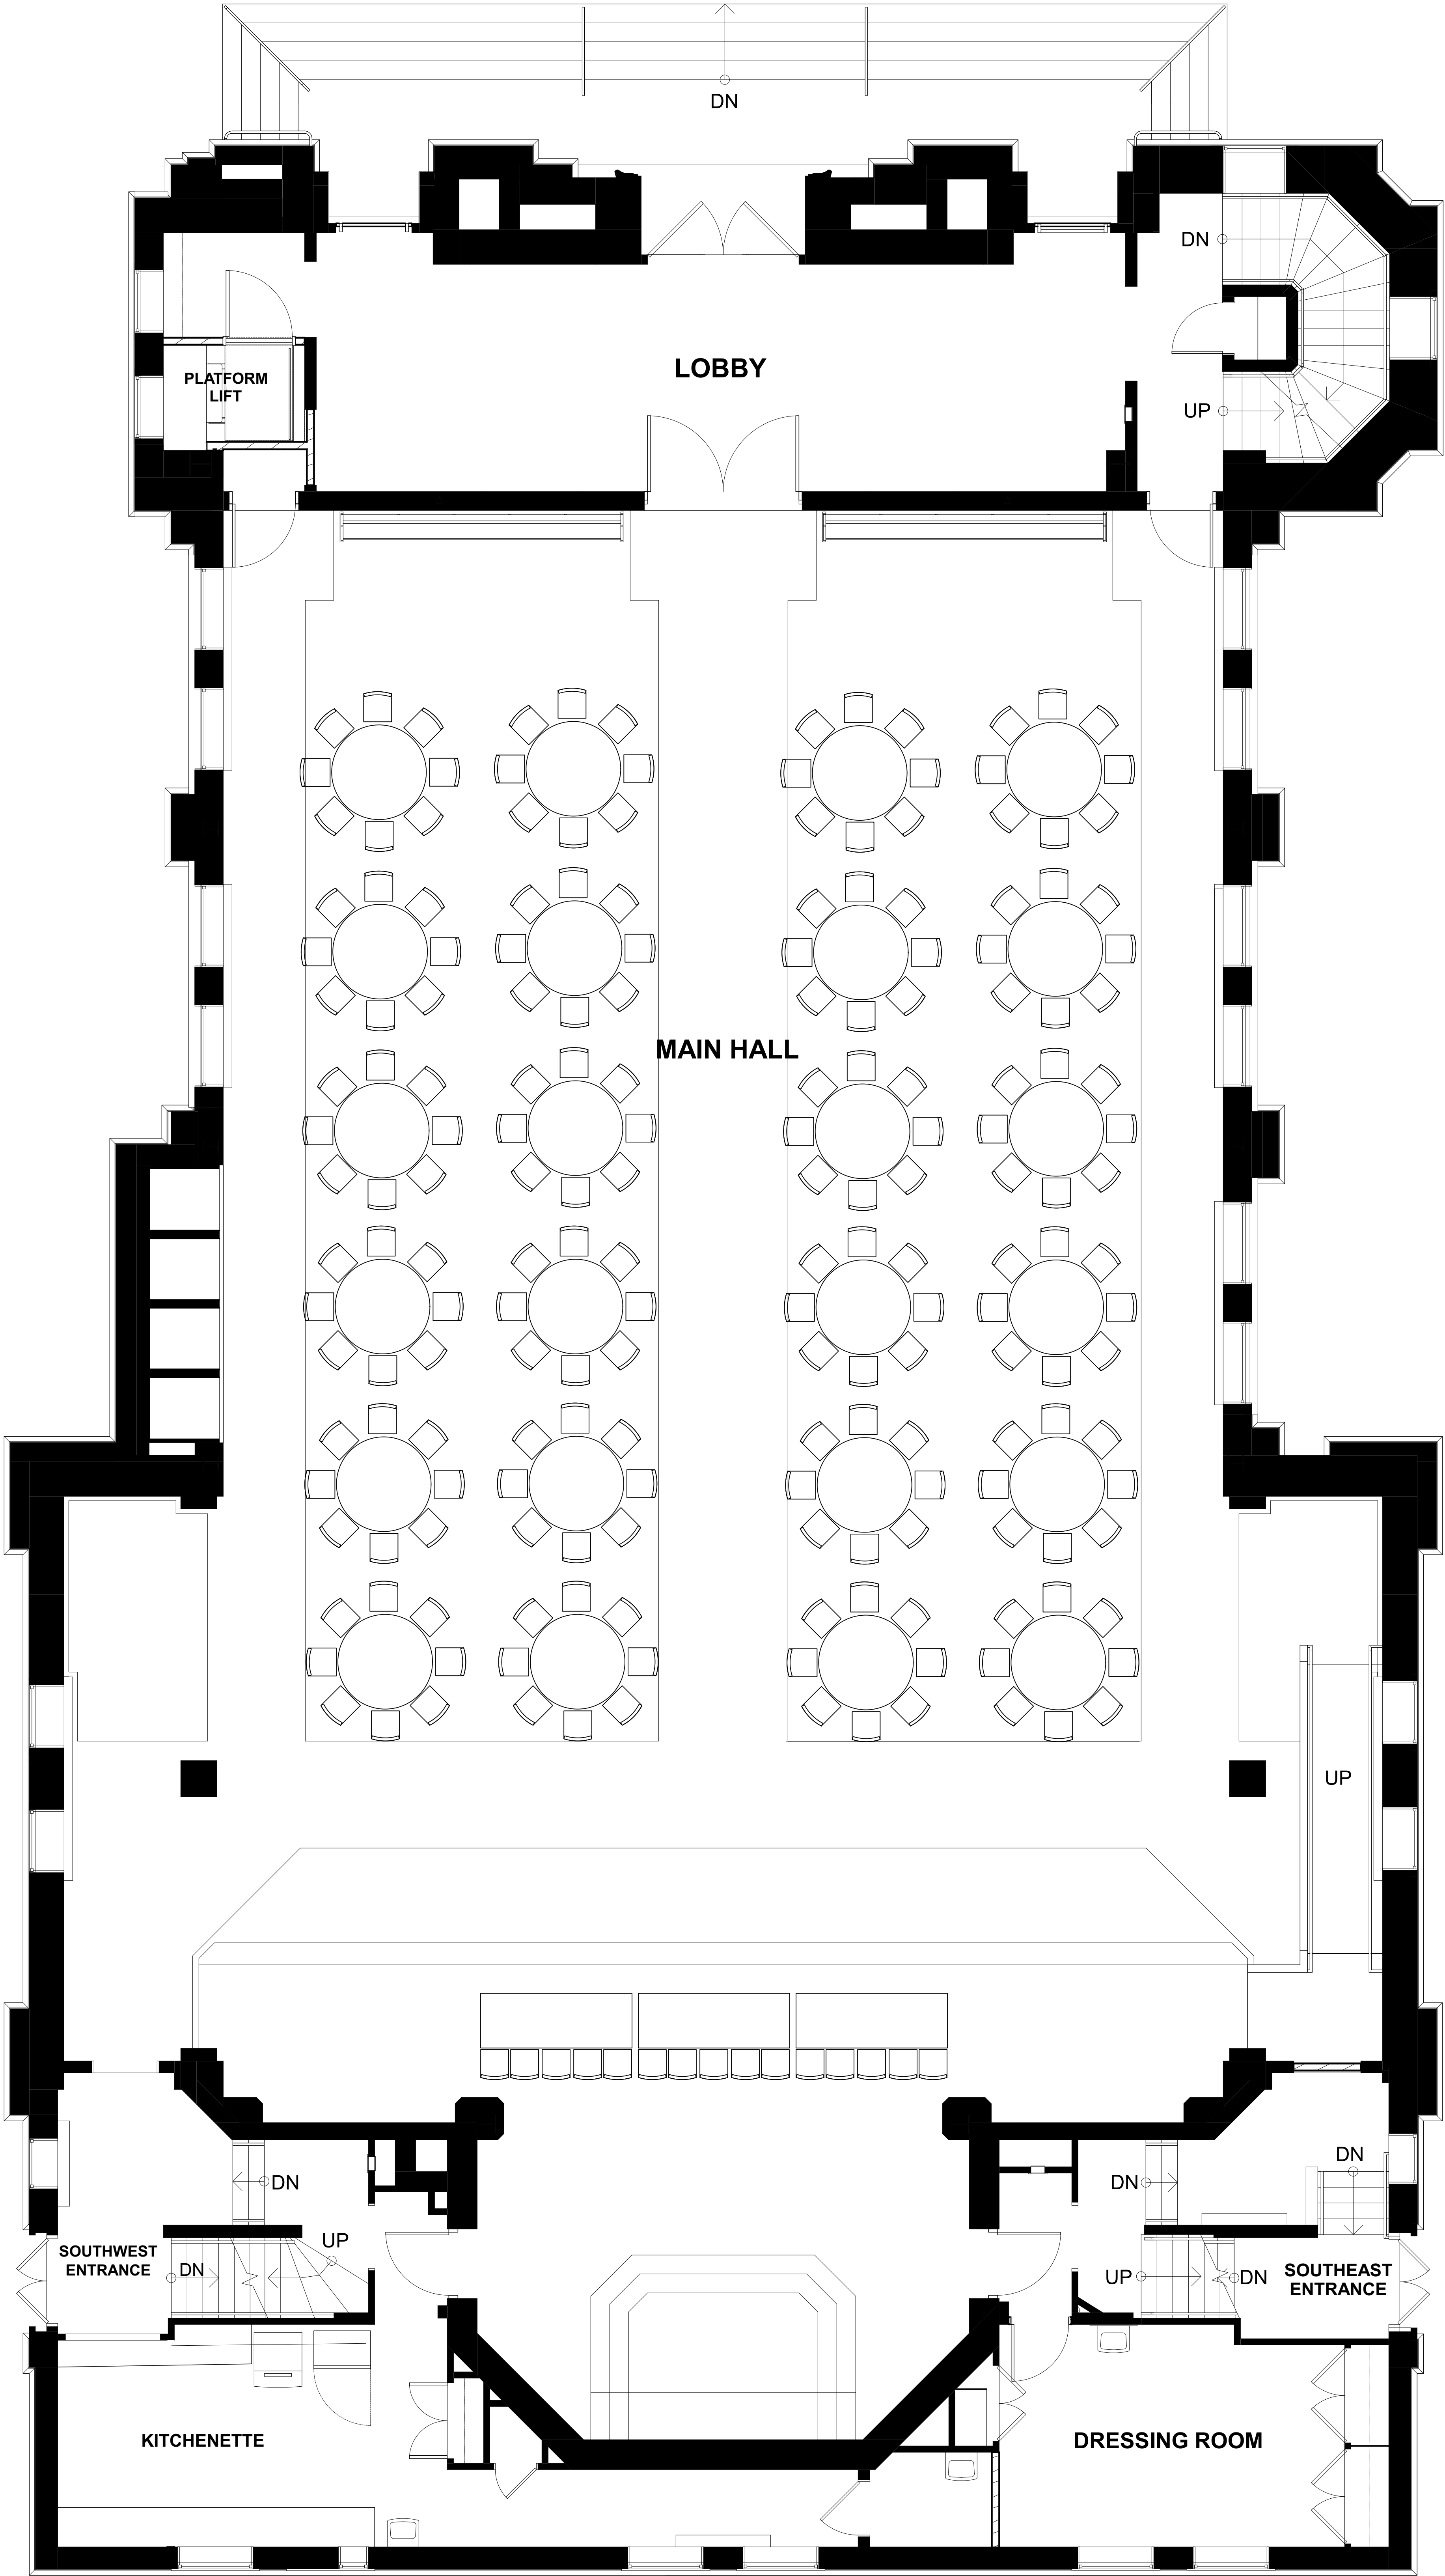 DN
DN
LOBBY
PLATFORM
LIFT
UP
MAIN HALL
UP
DN
DN
DN
UP
SOUTHWEST
ENTRANCE
DN
UP
DN
SOUTHEAST
ENTRANCE
KITCHENETTE
DRESSING ROOM